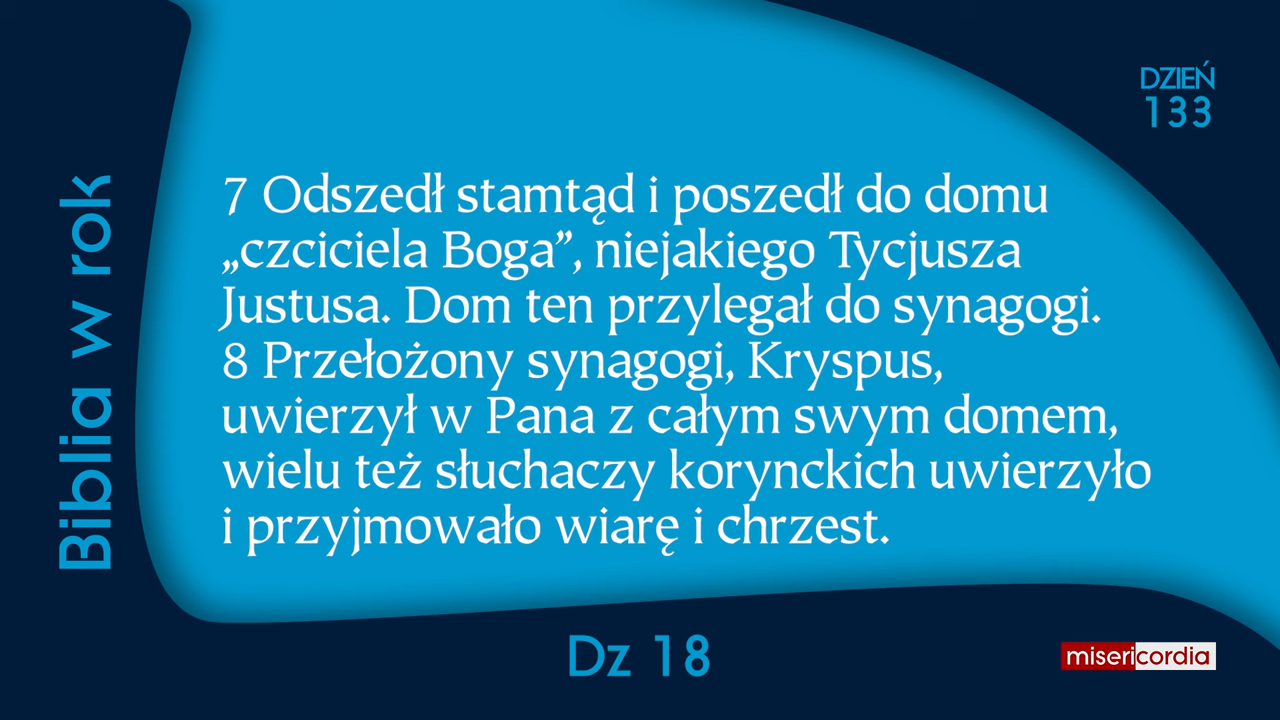 DZIEŃ
133
Biblia w rok
7 Odszedł stamtąd i poszedł do domu
„czciciela Boga”, niejakiego Tycjusza
Justusa. Dom ten przylegał do synagogi.
8 Przełożony synagogi, Kryspus,
uwierzył w Pana z całym swym domem,
wielu też słuchaczy korynckich uwierzyło
i przyjmowało wiarę i chrzest.
Dz 18
misericordia